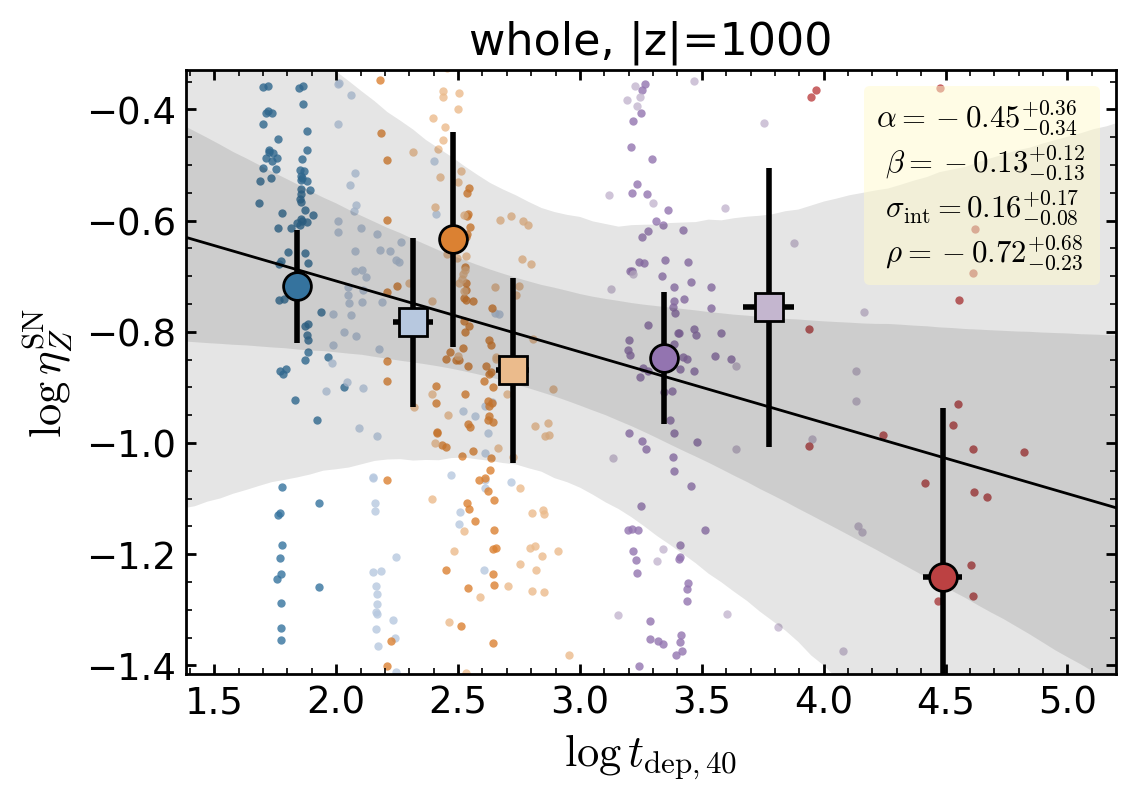 whole, |z|=1000
α = −0.45 +0.36 −0.34
β = −0.13 +0.12 −0.13
σ_int = 0.16 +0.17 −0.08
ρ = −0.72 +0.68 −0.23
log η_Z^SN
−0.4
−0.6
−0.8
−1.0
−1.2
−1.4
1.5 2.0 2.5 3.0 3.5 4.0 4.5 5.0
log t_dep, 40